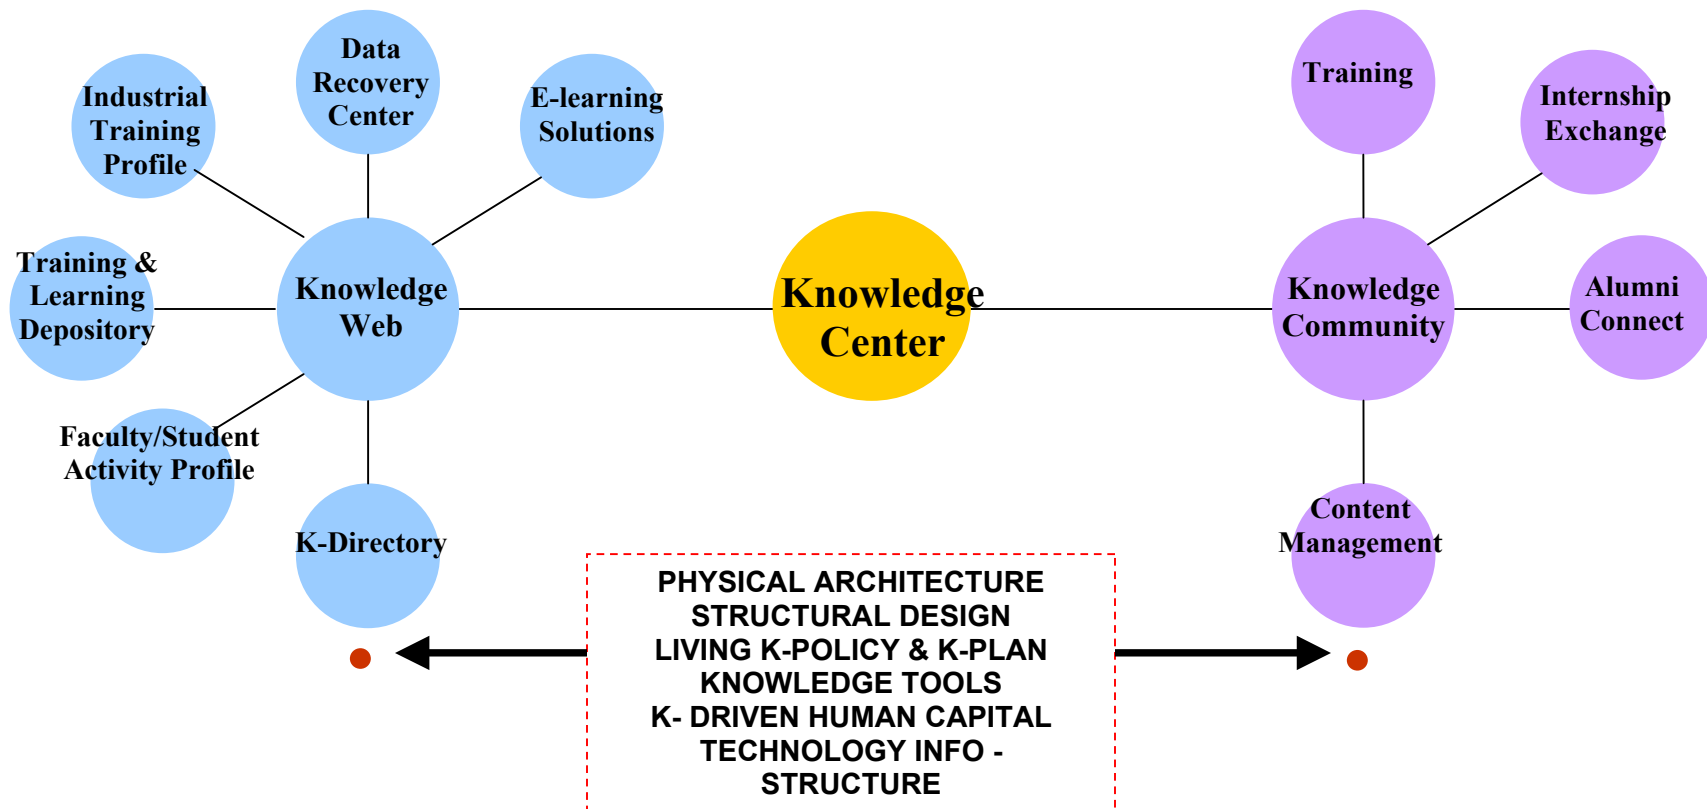 Data
Recovery
Center
Industrial
Training
Profile
E-learning
Solutions
Training &
Learning
Depository
Knowledge
Web
Faculty/Student
Activity Profile
K-Directory
Knowledge
Center
Training
Internship
Exchange
Knowledge
Community
Alumni
Connect
Content
Management
PHYSICAL ARCHITECTURE
STRUCTURAL DESIGN
LIVING K-POLICY & K-PLAN
KNOWLEDGE TOOLS
K- DRIVEN HUMAN CAPITAL
TECHNOLOGY INFO -
STRUCTURE